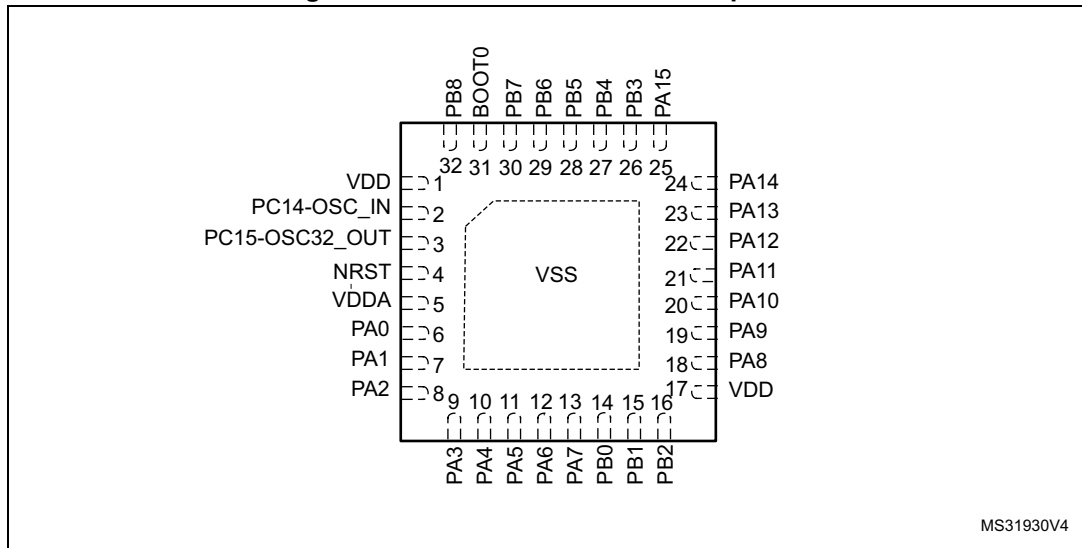 PB8
BOOT0
PB7
PB6
PB5
PB4
PB3
PA15
32 31 30 29 28 27 26 25
VDD 1
PC14-OSC_IN 2
PC15-OSC32_OUT 3
NRST 4
VDDA 5
PA0 6
PA1 7
PA2 8
VSS
24 PA14
23 PA13
22 PA12
21 PA11
20 PA10
19 PA9
18 PA8
17 VDD
9 10 11 12 13 14 15 16
PA3
PA4
PA5
PA6
PA7
PB0
PB1
PB2
MS31930V4